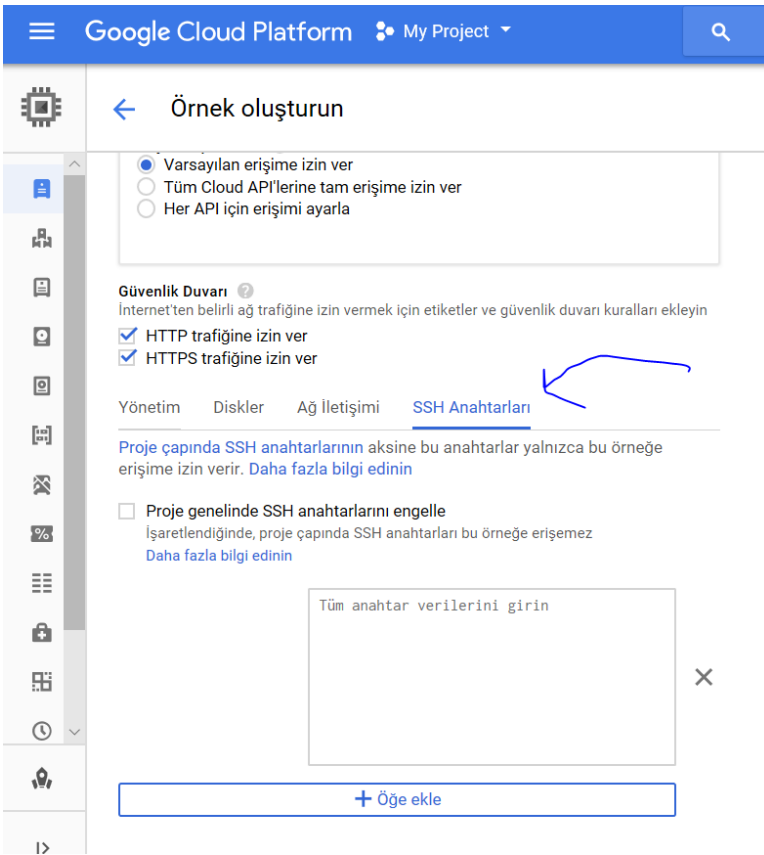 Google Cloud Platform My Project
Örnek oluşturun
Varsayılan erişime izin ver
Tüm Cloud API'lerine tam erişime izin ver
Her API için erişimi ayarla
Güvenlik Duvarı
İnternet'ten belirli ağ trafiğine izin vermek için etiketler ve güvenlik duvarı kuralları ekleyin
HTTP trafiğine izin ver
HTTPS trafiğine izin ver
Yönetim Diskler Ağ İletişimi SSH Anahtarları
Proje çapında SSH anahtarlarının aksine bu anahtarlar yalnızca bu örneğe
erişime izin verir. Daha fazla bilgi edinin
Proje genelinde SSH anahtarlarını engelle
İşaretlendiğinde, proje çapında SSH anahtarları bu örneğe erişemez
Daha fazla bilgi edinin
Tüm anahtar verilerini girin
Öğe ekle